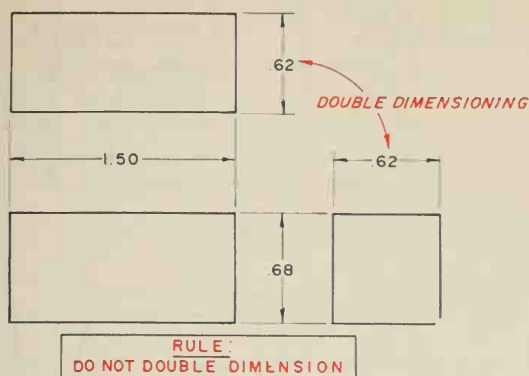 .62
DOUBLE DIMENSIONING
1.50
.62
.68
RULE:
DO NOT DOUBLE DIMENSION